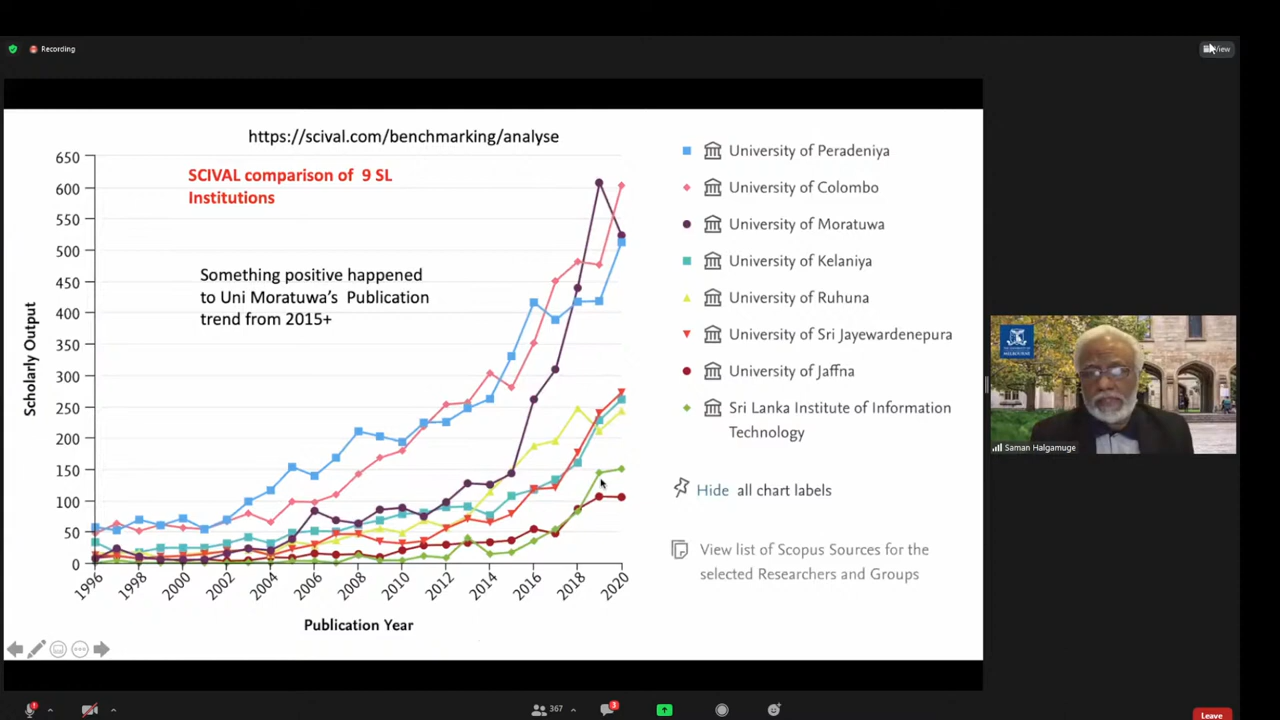 Recording
View
https://scival.com/benchmarking/analyse
SCIVAL comparison of 9 SL
Institutions
Something positive happened
to Uni Moratuwa's Publication
trend from 2015+
Scholarly Output
650
600
550
500
450
400
350
300
250
200
150
100
50
0
1996
1998
2000
2002
2004
2006
2008
2010
2012
2014
2016
2018
2020
Publication Year
University of Peradeniya
University of Colombo
University of Moratuwa
University of Kelaniya
University of Ruhuna
University of Sri Jayewardenepura
University of Jaffna
Sri Lanka Institute of Information
Technology
Hide all chart labels
View list of Scopus Sources for the
selected Researchers and Groups
MELBOURNE
Saman Halgamuge
367
3
Leave